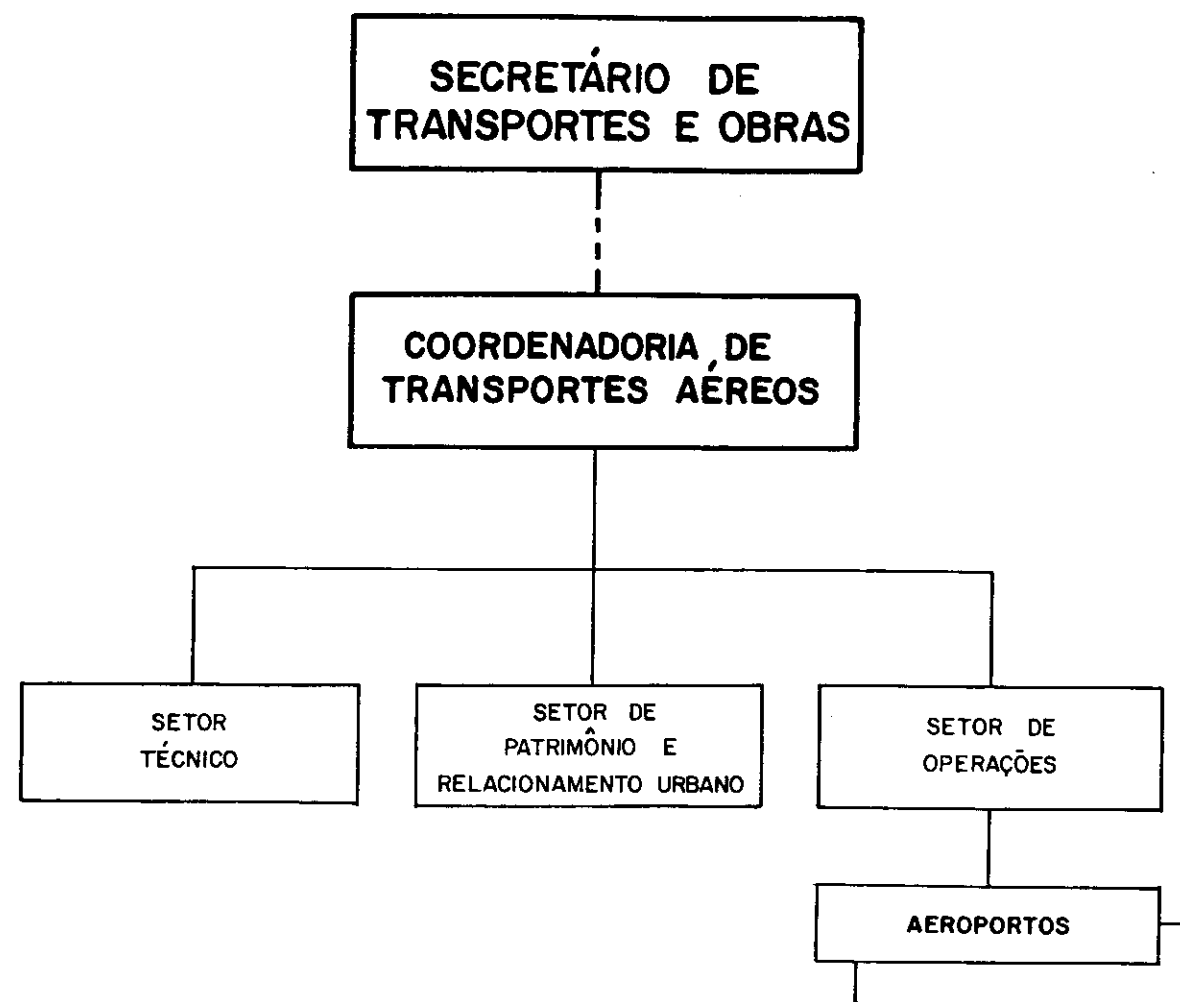 SECRETÁRIO DE
TRANSPORTES E OBRAS
COORDENADORIA DE
TRANSPORTES AÉREOS
SETOR
TÉCNICO
SETOR DE
PATRIMÔNIO E
RELACIONAMENTO URBANO
SETOR DE
OPERAÇÕES
AEROPORTOS